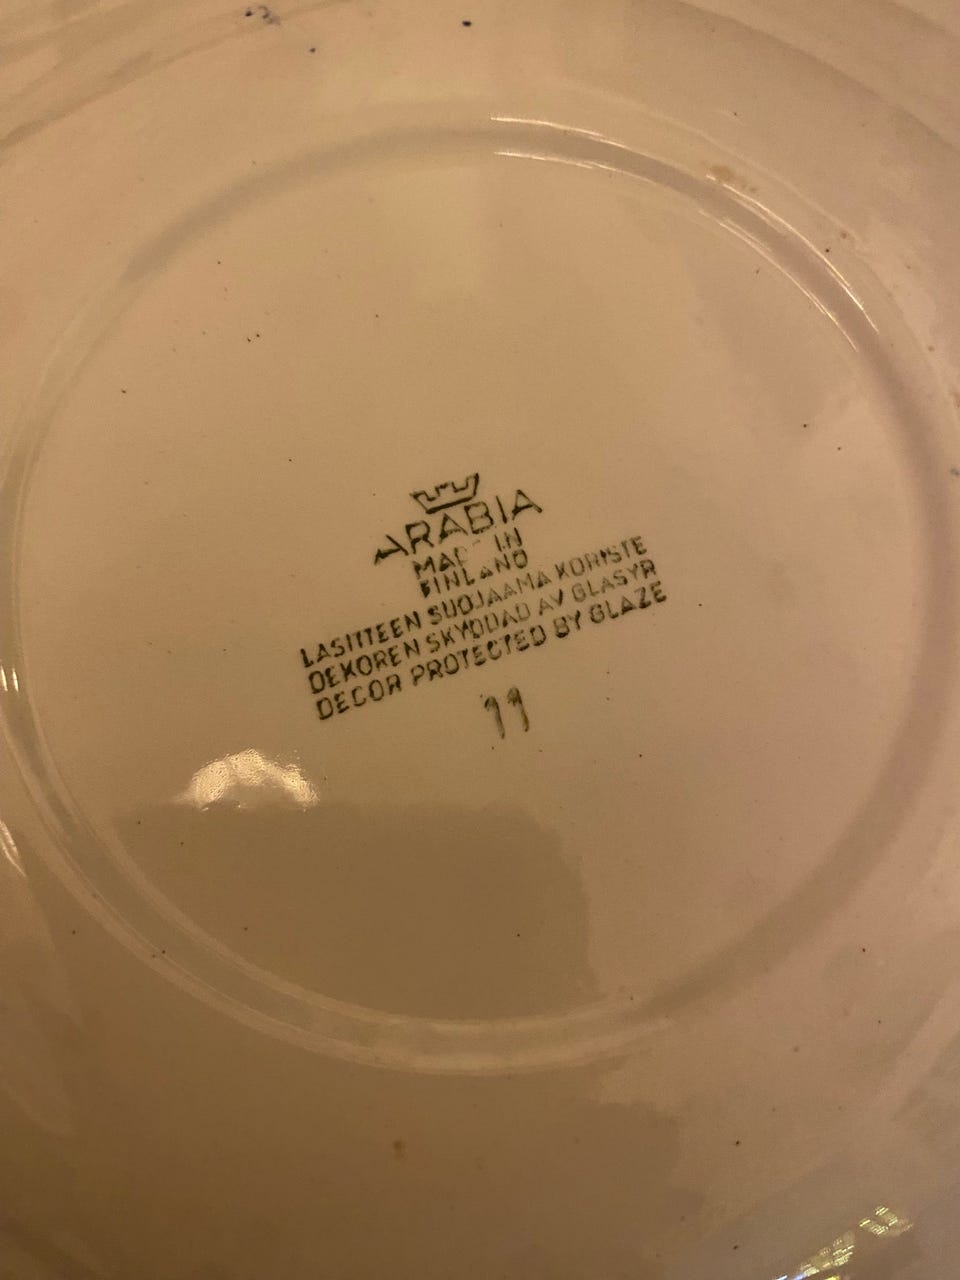 ARABIA
MADE IN
FINLAND
LASITTEEN SUOJAAMA KORISTE
DEKOREN SKYDDAD AV GLASYR
DECOR PROTECTED BY GLAZE
11